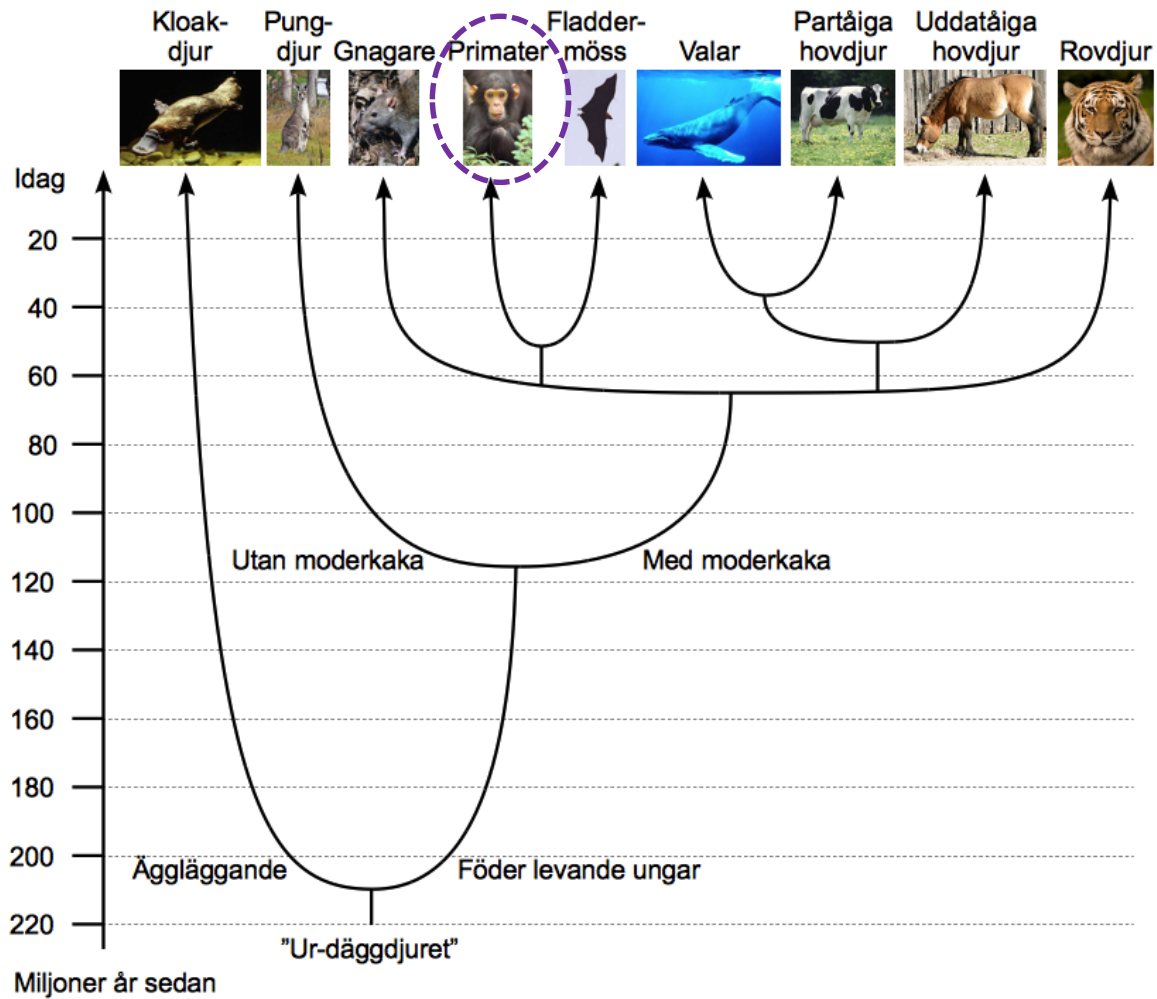 Kloak-
djur
Pung-
djur
Gnagare
Primater
Fladder-
möss
Valar
Partåiga
hovdjur
Uddatåiga
hovdjur
Rovdjur
Idag
20
40
60
80
100
Utan moderkaka
Med moderkaka
120
140
160
180
200
Äggläggande
Föder levande ungar
220
”Ur-däggdjuret”
Miljoner år sedan